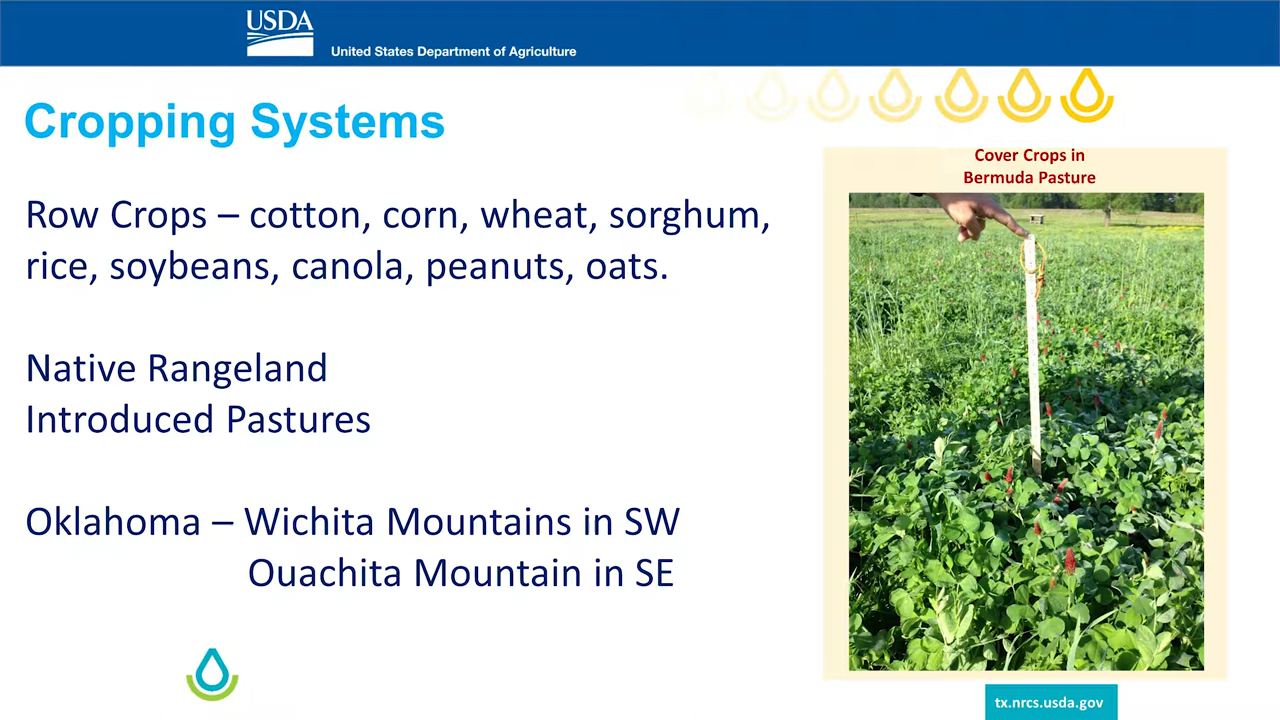 USDA
United States Department of Agriculture
Cropping Systems
Row Crops – cotton, corn, wheat, sorghum,
rice, soybeans, canola, peanuts, oats.
Native Rangeland
Introduced Pastures
Oklahoma – Wichita Mountains in SW
Ouachita Mountain in SE
Cover Crops in
Bermuda Pasture
tx.nrcs.usda.gov